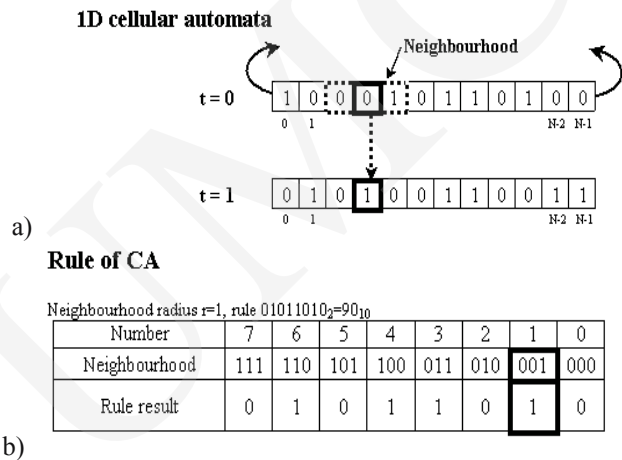 1D cellular automata
Neighbourhood
t = 0 1 0 0 0 1 0 1 1 0 1 0 0
0 1 N-2 N-1
t = 1 0 1 0 1 0 0 1 1 0 0 1 1
0 1 N-2 N-1
a)
Rule of CA
Neighbourhood radius r=1, rule 01011010₂=90₁₀
Number 7 6 5 4 3 2 1 0
Neighbourhood 111 110 101 100 011 010 001 000
Rule result 0 1 0 1 1 0 1 0
b)
UMC